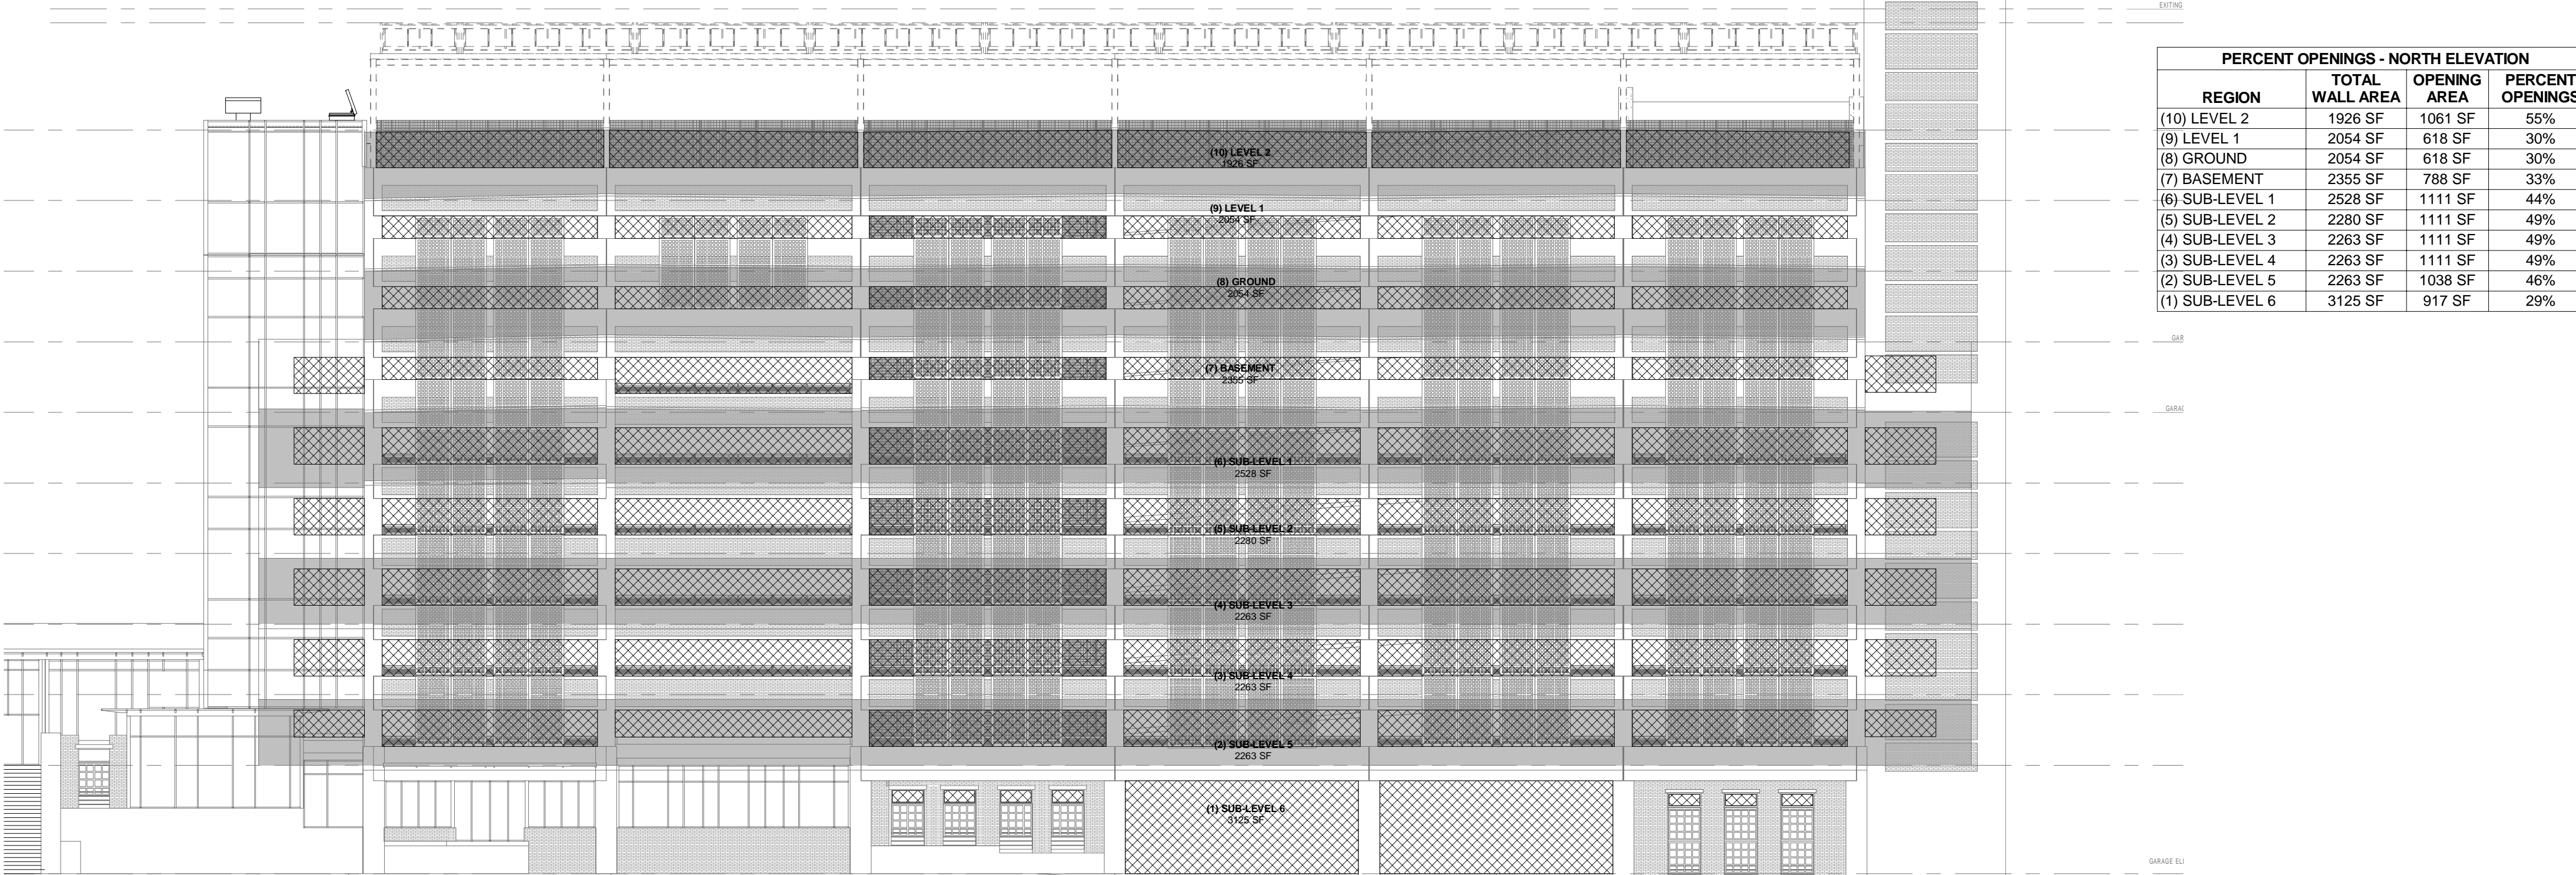 EXITING
PERCENT OPENINGS - NORTH ELEVATION
REGION TOTAL WALL AREA OPENING AREA PERCENT OPENINGS
(10) LEVEL 2 1926 SF 1061 SF 55%
(9) LEVEL 1 2054 SF 618 SF 30%
(8) GROUND 2054 SF 618 SF 30%
(7) BASEMENT 2355 SF 788 SF 33%
(6) SUB-LEVEL 1 2528 SF 1111 SF 44%
(5) SUB-LEVEL 2 2280 SF 1111 SF 49%
(4) SUB-LEVEL 3 2263 SF 1111 SF 49%
(3) SUB-LEVEL 4 2263 SF 1111 SF 49%
(2) SUB-LEVEL 5 2263 SF 1038 SF 46%
(1) SUB-LEVEL 6 3125 SF 917 SF 29%
(10) LEVEL 2
1926 SF
(9) LEVEL 1
2054 SF
(8) GROUND
2054 SF
GAR
(7) BASEMENT
2355 SF
GARAG
(6) SUB-LEVEL 1
2528 SF
(5) SUB-LEVEL 2
2280 SF
(4) SUB-LEVEL 3
2263 SF
(3) SUB-LEVEL 4
2263 SF
(2) SUB-LEVEL 5
2263 SF
(1) SUB-LEVEL 6
3125 SF
GARAGE EL